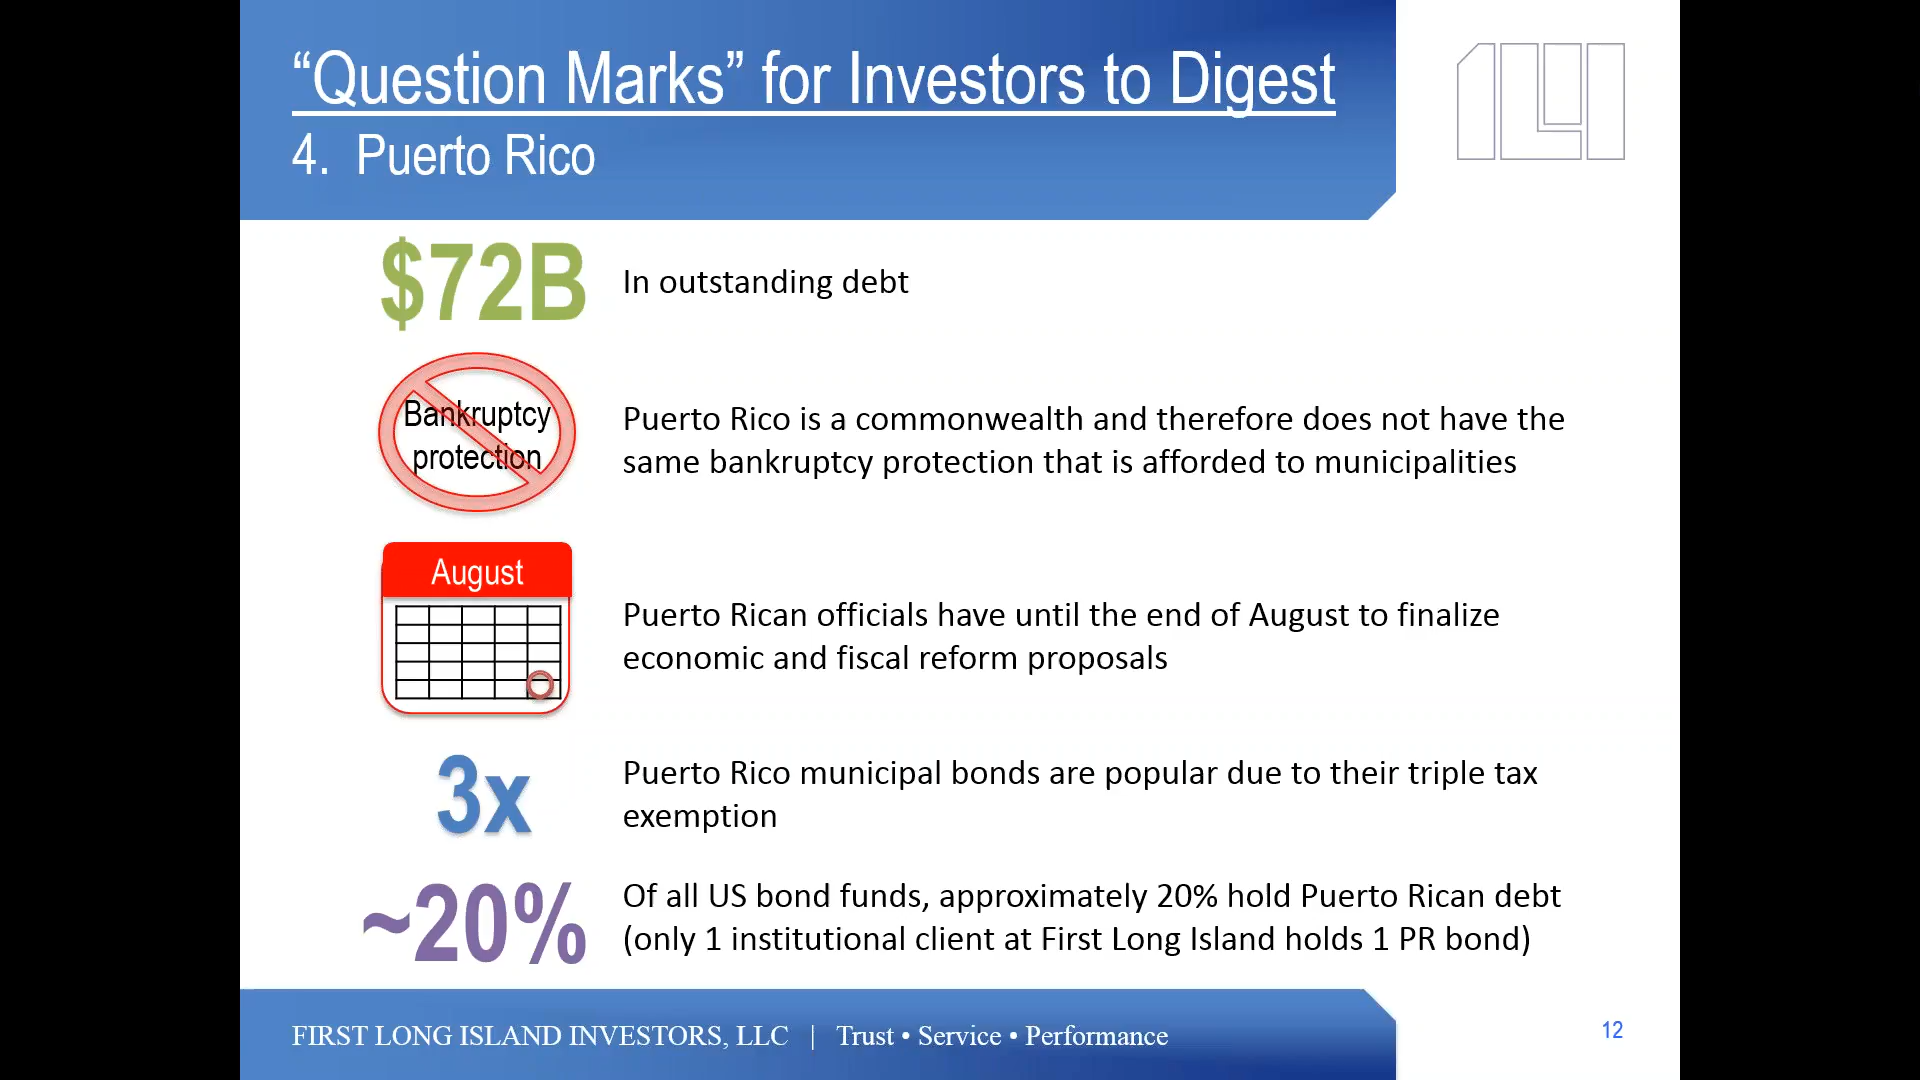 “Question Marks” for Investors to Digest
4. Puerto Rico
$72B
In outstanding debt
Bankruptcy
protection
Puerto Rico is a commonwealth and therefore does not have the
same bankruptcy protection that is afforded to municipalities
August
Puerto Rican officials have until the end of August to finalize
economic and fiscal reform proposals
3x
Puerto Rico municipal bonds are popular due to their triple tax
exemption
~20%
Of all US bond funds, approximately 20% hold Puerto Rican debt
(only 1 institutional client at First Long Island holds 1 PR bond)
FIRST LONG ISLAND INVESTORS, LLC | Trust • Service • Performance
12